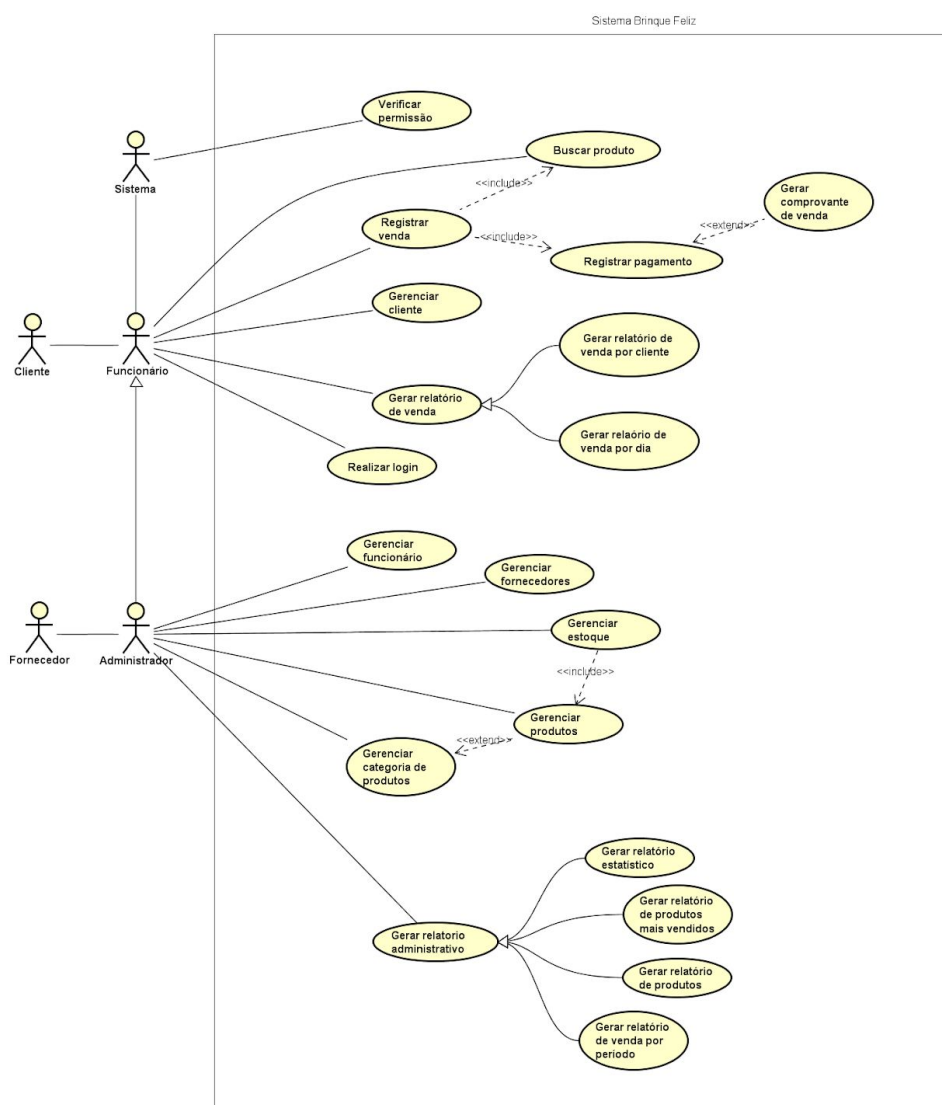 Sistema Brinque Feliz
Verificar
permissão
Sistema
Buscar produto
<<include>>
Gerar
comprovante
de venda
Registrar
venda
<<include>>
<<extend>>
Registrar pagamento
Gerenciar
cliente
Cliente
Funcionário
Gerar relatório de
venda por cliente
Gerar relatório
de venda
Gerar relaório de
venda por dia
Realizar login
Gerenciar
funcionário
Gerenciar
fornecedores
Gerenciar
estoque
Fornecedor
Administrador
<<include>>
Gerenciar
produtos
<<extend>>
Gerenciar
categoria de
produtos
Gerar relatório
estatístico
Gerar relatório
de produtos
mais vendidos
Gerar relatorio
administrativo
Gerar relatório
de produtos
Gerar relatório
de venda por
periodo